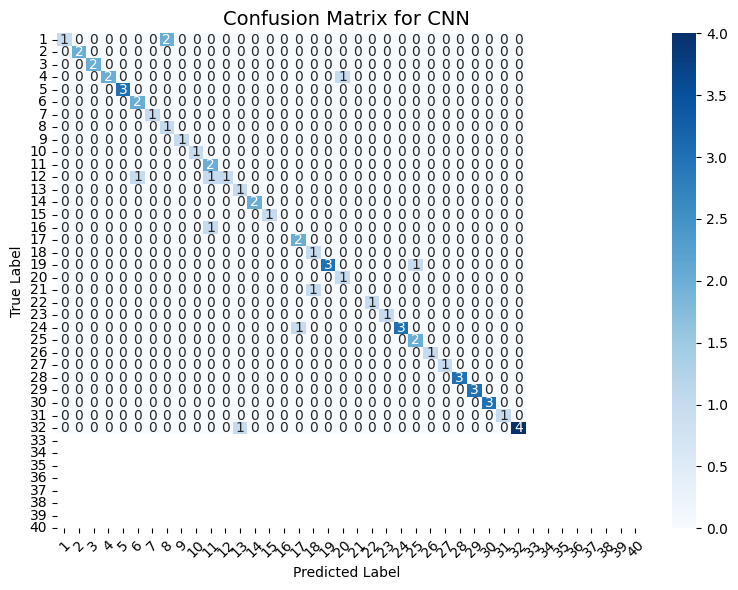 Confusion Matrix for CNN
1 1 0 0 0 0 0 0 2 0 0 0 0 0 0 0 0 0 0 0 0 0 0 0 0 0 0 0 0 0 0 0 0
2 0 2 0 0 0 0 0 0 0 0 0 0 0 0 0 0 0 0 0 0 0 0 0 0 0 0 0 0 0 0 0 0
3 0 0 2 0 0 0 0 0 0 0 0 0 0 0 0 0 0 0 0 0 0 0 0 0 0 0 0 0 0 0 0 0
4 0 0 0 2 0 0 0 0 0 0 0 0 0 0 0 0 0 0 0 1 0 0 0 0 0 0 0 0 0 0 0 0
5 0 0 0 0 3 0 0 0 0 0 0 0 0 0 0 0 0 0 0 0 0 0 0 0 0 0 0 0 0 0 0 0
6 0 0 0 0 0 2 0 0 0 0 0 0 0 0 0 0 0 0 0 0 0 0 0 0 0 0 0 0 0 0 0 0
7 0 0 0 0 0 0 1 0 0 0 0 0 0 0 0 0 0 0 0 0 0 0 0 0 0 0 0 0 0 0 0 0
8 0 0 0 0 0 0 0 1 0 0 0 0 0 0 0 0 0 0 0 0 0 0 0 0 0 0 0 0 0 0 0 0
9 0 0 0 0 0 0 0 0 1 0 0 0 0 0 0 0 0 0 0 0 0 0 0 0 0 0 0 0 0 0 0 0
10 0 0 0 0 0 0 0 0 0 1 0 0 0 0 0 0 0 0 0 0 0 0 0 0 0 0 0 0 0 0 0 0
11 0 0 0 0 0 0 0 0 0 0 2 0 0 0 0 0 0 0 0 0 0 0 0 0 0 0 0 0 0 0 0 0
12 0 0 0 0 0 1 0 0 0 0 1 1 0 0 0 0 0 0 0 0 0 0 0 0 0 0 0 0 0 0 0 0
13 0 0 0 0 0 0 0 0 0 0 0 0 1 0 0 0 0 0 0 0 0 0 0 0 0 0 0 0 0 0 0 0
14 0 0 0 0 0 0 0 0 0 0 0 0 0 2 0 0 0 0 0 0 0 0 0 0 0 0 0 0 0 0 0 0
15 0 0 0 0 0 0 0 0 0 0 0 0 0 0 1 0 0 0 0 0 0 0 0 0 0 0 0 0 0 0 0 0
16 0 0 0 0 0 0 0 0 0 0 1 0 0 0 0 0 0 0 0 0 0 0 0 0 0 0 0 0 0 0 0 0
17 0 0 0 0 0 0 0 0 0 0 0 0 0 0 0 0 2 0 0 0 0 0 0 0 0 0 0 0 0 0 0 0
18 0 0 0 0 0 0 0 0 0 0 0 0 0 0 0 0 0 1 0 0 0 0 0 0 0 0 0 0 0 0 0 0
19 0 0 0 0 0 0 0 0 0 0 0 0 0 0 0 0 0 0 3 0 0 0 0 0 1 0 0 0 0 0 0 0
20 0 0 0 0 0 0 0 0 0 0 0 0 0 0 0 0 0 0 0 1 0 0 0 0 0 0 0 0 0 0 0 0
21 0 0 0 0 0 0 0 0 0 0 0 0 0 0 0 0 0 1 0 0 0 0 0 0 0 0 0 0 0 0 0 0
22 0 0 0 0 0 0 0 0 0 0 0 0 0 0 0 0 0 0 0 0 0 1 0 0 0 0 0 0 0 0 0 0
23 0 0 0 0 0 0 0 0 0 0 0 0 0 0 0 0 0 0 0 0 0 0 1 0 0 0 0 0 0 0 0 0
24 0 0 0 0 0 0 0 0 0 0 0 0 0 0 0 0 1 0 0 0 0 0 0 3 0 0 0 0 0 0 0 0
25 0 0 0 0 0 0 0 0 0 0 0 0 0 0 0 0 0 0 0 0 0 0 0 0 2 0 0 0 0 0 0 0
26 0 0 0 0 0 0 0 0 0 0 0 0 0 0 0 0 0 0 0 0 0 0 0 0 0 1 0 0 0 0 0 0
27 0 0 0 0 0 0 0 0 0 0 0 0 0 0 0 0 0 0 0 0 0 0 0 0 0 0 1 0 0 0 0 0
28 0 0 0 0 0 0 0 0 0 0 0 0 0 0 0 0 0 0 0 0 0 0 0 0 0 0 0 3 0 0 0 0
29 0 0 0 0 0 0 0 0 0 0 0 0 0 0 0 0 0 0 0 0 0 0 0 0 0 0 0 0 3 0 0 0
30 0 0 0 0 0 0 0 0 0 0 0 0 0 0 0 0 0 0 0 0 0 0 0 0 0 0 0 0 0 3 0 0
31 0 0 0 0 0 0 0 0 0 0 0 0 0 0 0 0 0 0 0 0 0 0 0 0 0 0 0 0 0 0 1 0
32 0 0 0 0 0 0 0 0 0 0 0 0 1 0 0 0 0 0 0 0 0 0 0 0 0 0 0 0 0 0 0 4
33
34
35
36
37
38
39
40
True Label
1 2 3 4 5 6 7 8 9 10 11 12 13 14 15 16 17 18 19 20 21 22 23 24 25 26 27 28 29 30 31 32 33 34 35 36 37 38 39 40
Predicted Label
4.0
3.5
3.0
2.5
2.0
1.5
1.0
0.5
0.0